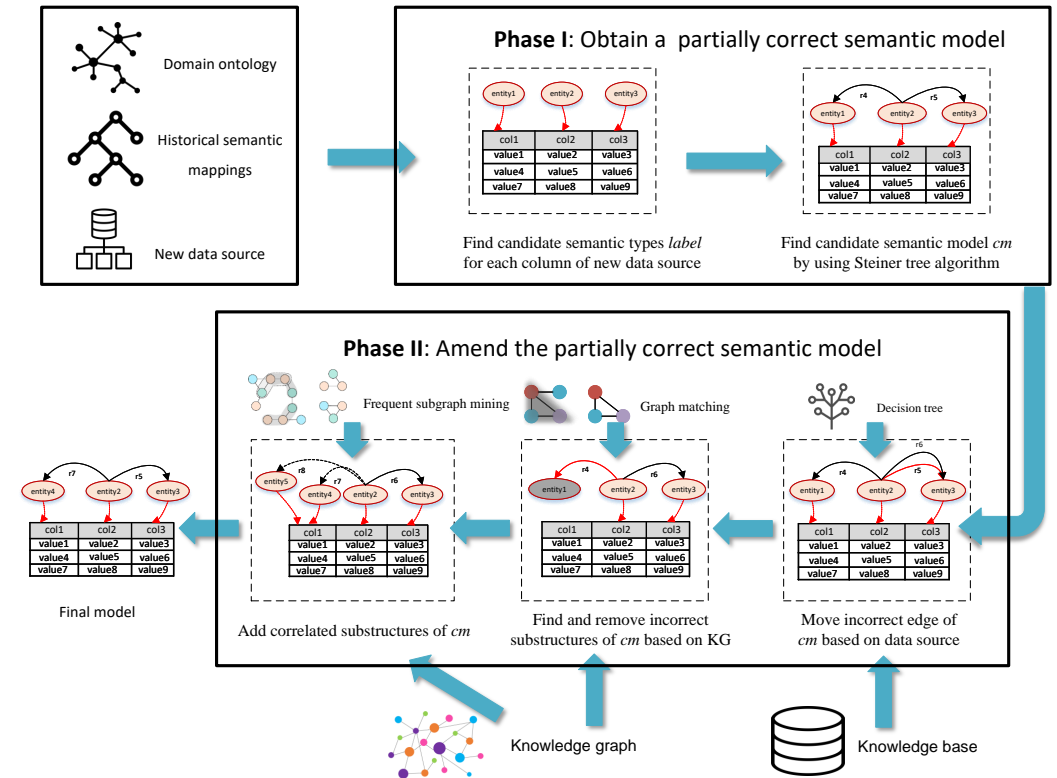 Domain ontology
Historical semantic
mappings
New data source
Phase I: Obtain a partially correct semantic model
entity1 entity2 entity3
col1 col2 col3
value1 value2 value3
value4 value5 value6
value7 value8 value9
Find candidate semantic types label
for each column of new data source
r4 r5
entity1 entity2 entity3
col1 col2 col3
value1 value2 value3
value4 value5 value6
value7 value8 value9
Find candidate semantic model cm
by using Steiner tree algorithm
Phase II: Amend the partially correct semantic model
Frequent subgraph mining
Graph matching
Decision tree
r7 r5
entity4 entity2 entity3
col1 col2 col3
value1 value2 value3
value4 value5 value6
value7 value8 value9
Final model
r8
r7 r6
entity5
entity4 entity2 entity3
col1 col2 col3
value1 value2 value3
value4 value5 value6
value7 value8 value9
Add correlated substructures of cm
r4 r6
entity1 entity2 entity3
col1 col2 col3
value1 value2 value3
value4 value5 value6
value7 value8 value9
Find and remove incorrect
substructures of cm based on KG
r6
r4 r5
entity1 entity2 entity3
col1 col2 col3
value1 value2 value3
value4 value5 value6
value7 value8 value9
Move incorrect edge of
cm based on data source
Knowledge graph
Knowledge base